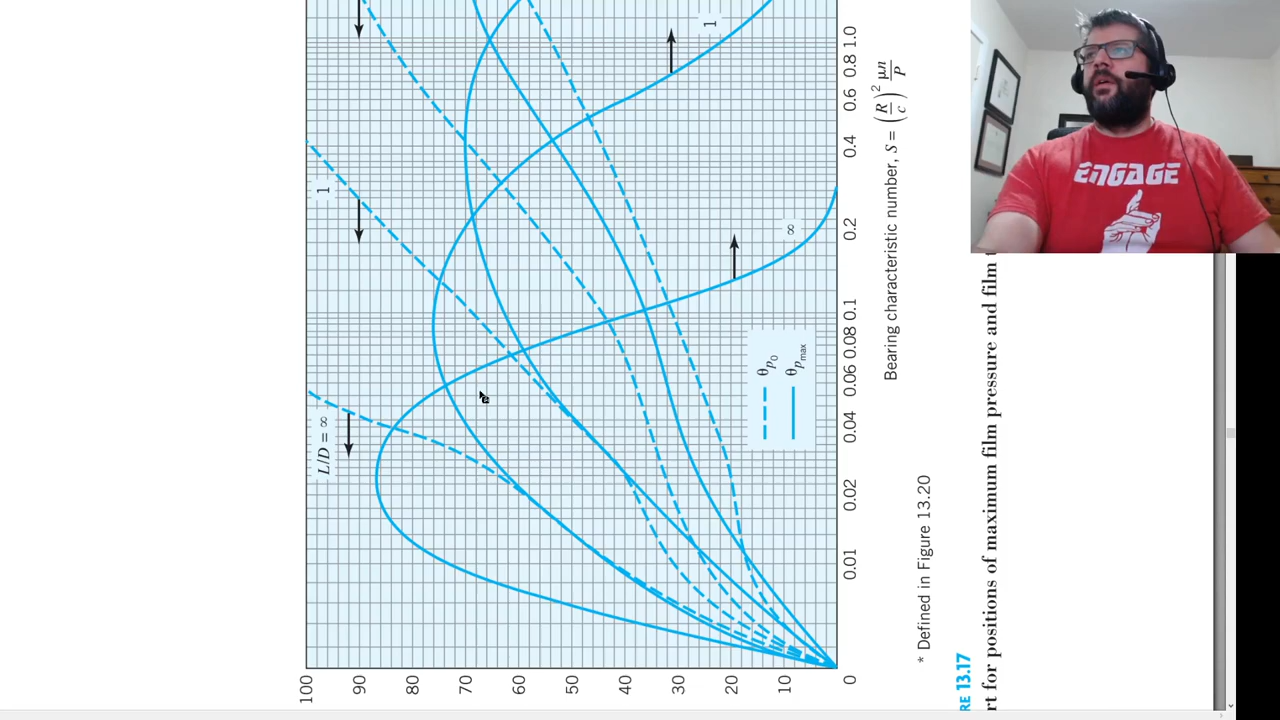 1
1
∞
L/D = ∞
θp₀
θpmax
100 90 80 70 60 50 40 30 20 10 0
0.01 0.02 0.04 0.06 0.08 0.1 0.2 0.4 0.6 0.8 1.0
Bearing characteristic number, S = (R/c)² μn/P
* Defined in Figure 13.20
RE 13.17
rt for positions of maximum film pressure and film
ENGAGE